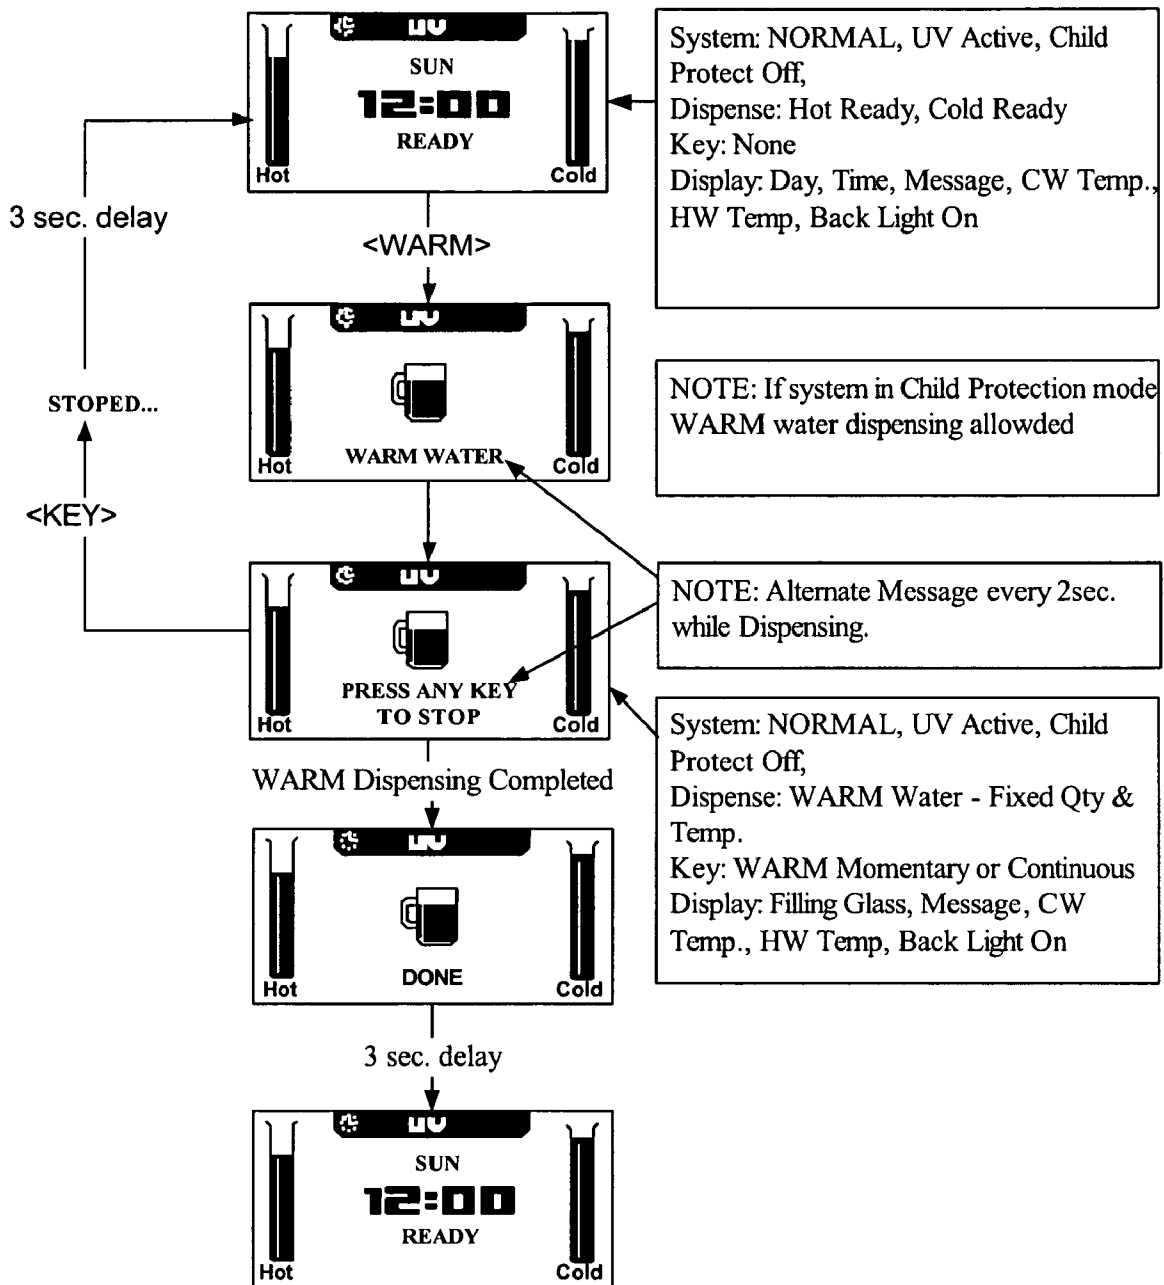 UV
SUN
12:00
READY
Hot
Cold
System: NORMAL, UV Active, Child
Protect Off,
Dispense: Hot Ready, Cold Ready
Key: None
Display: Day, Time, Message, CW Temp.,
HW Temp, Back Light On
3 sec. delay
<WARM>
UV
WARM WATER
Hot
Cold
NOTE: If system in Child Protection mode
WARM water dispensing allowded
STOPED...
<KEY>
UV
PRESS ANY KEY
TO STOP
Hot
Cold
NOTE: Alternate Message every 2sec.
while Dispensing.
System: NORMAL, UV Active, Child
Protect Off,
Dispense: WARM Water - Fixed Qty &
Temp.
Key: WARM Momentary or Continuous
Display: Filling Glass, Message, CW
Temp., HW Temp, Back Light On
WARM Dispensing Completed
UV
DONE
Hot
Cold
3 sec. delay
UV
SUN
12:00
READY
Hot
Cold